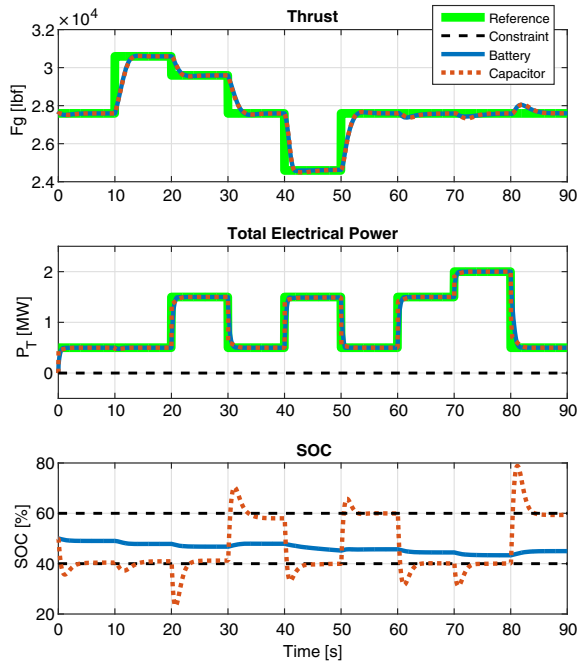 Thrust
×10⁴
Fg [lbf]
3.2
3
2.8
2.6
2.4
0 10 20 30 40 50 60 70 80 90
Reference
Constraint
Battery
Capacitor
Total Electrical Power
P_T [MW]
2
1
0
0 10 20 30 40 50 60 70 80 90
SOC
SOC [%]
80
60
40
20
0 10 20 30 40 50 60 70 80 90
Time [s]